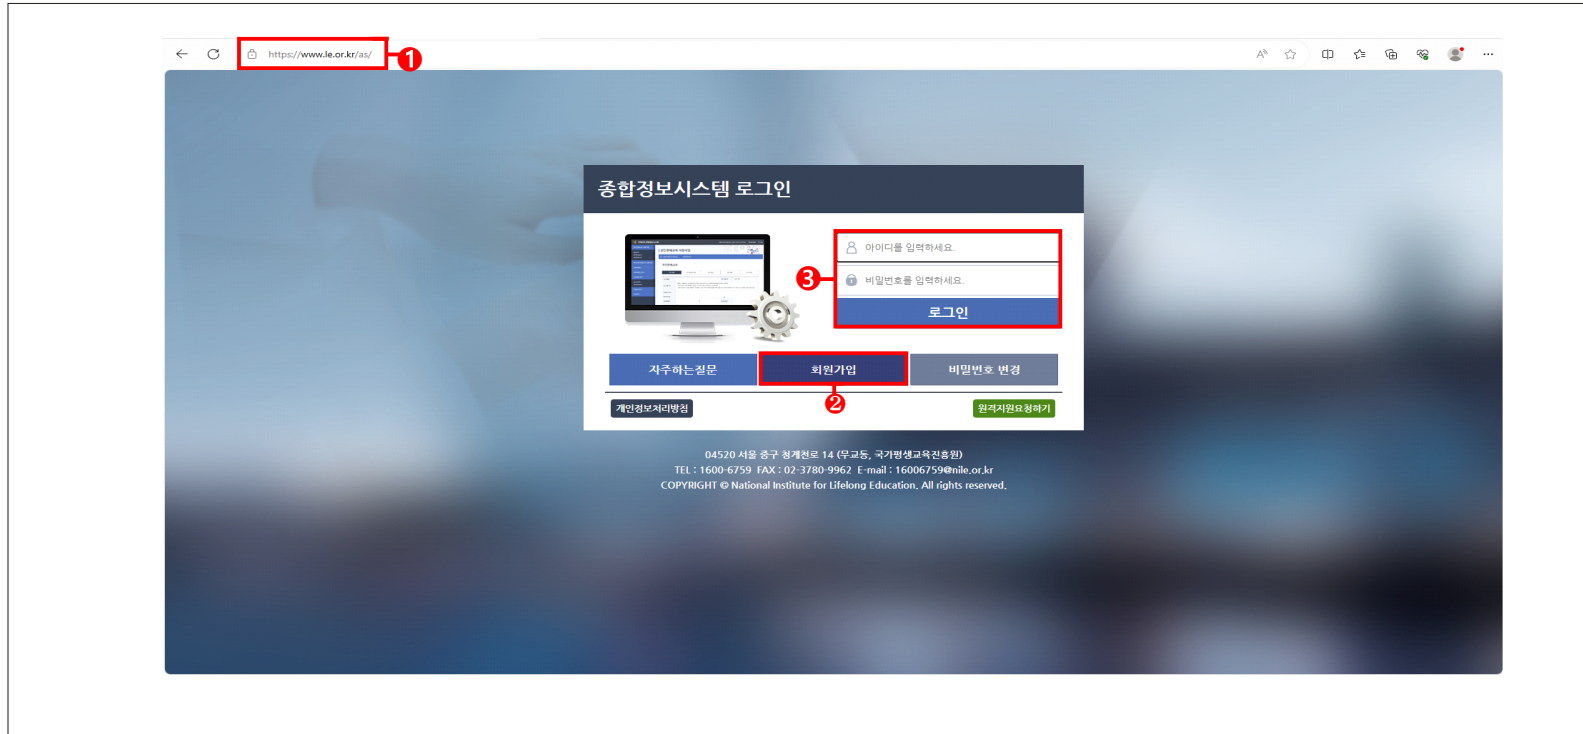 https://www.le.or.kr/as/ ❶
종합정보시스템 로그인
아이디를 입력하세요.
❸ 비밀번호를 입력하세요.
로그인
자주하는질문 회원가입 비밀번호 변경
❷
개인정보처리방침 원격지원요청하기
04520 서울 중구 청계천로 14 (무교동, 국가평생교육진흥원)
TEL : 1600-6759 FAX : 02-3780-9962 E-mail : 16006759@nile.or.kr
COPYRIGHT © National Institute for Lifelong Education. All rights reserved.